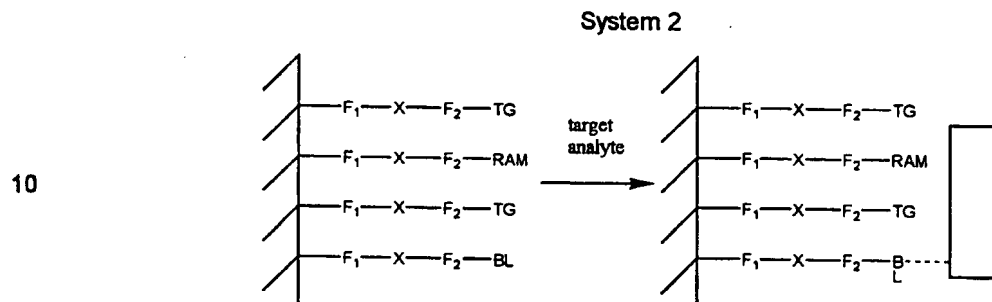 System 2
F₁ X F₂ TG F₁ X F₂ TG
target
analyte
F₁ X F₂ RAM F₁ X F₂ RAM
10
F₁ X F₂ TG F₁ X F₂ TG
F₁ X F₂ BL F₁ X F₂ B
L